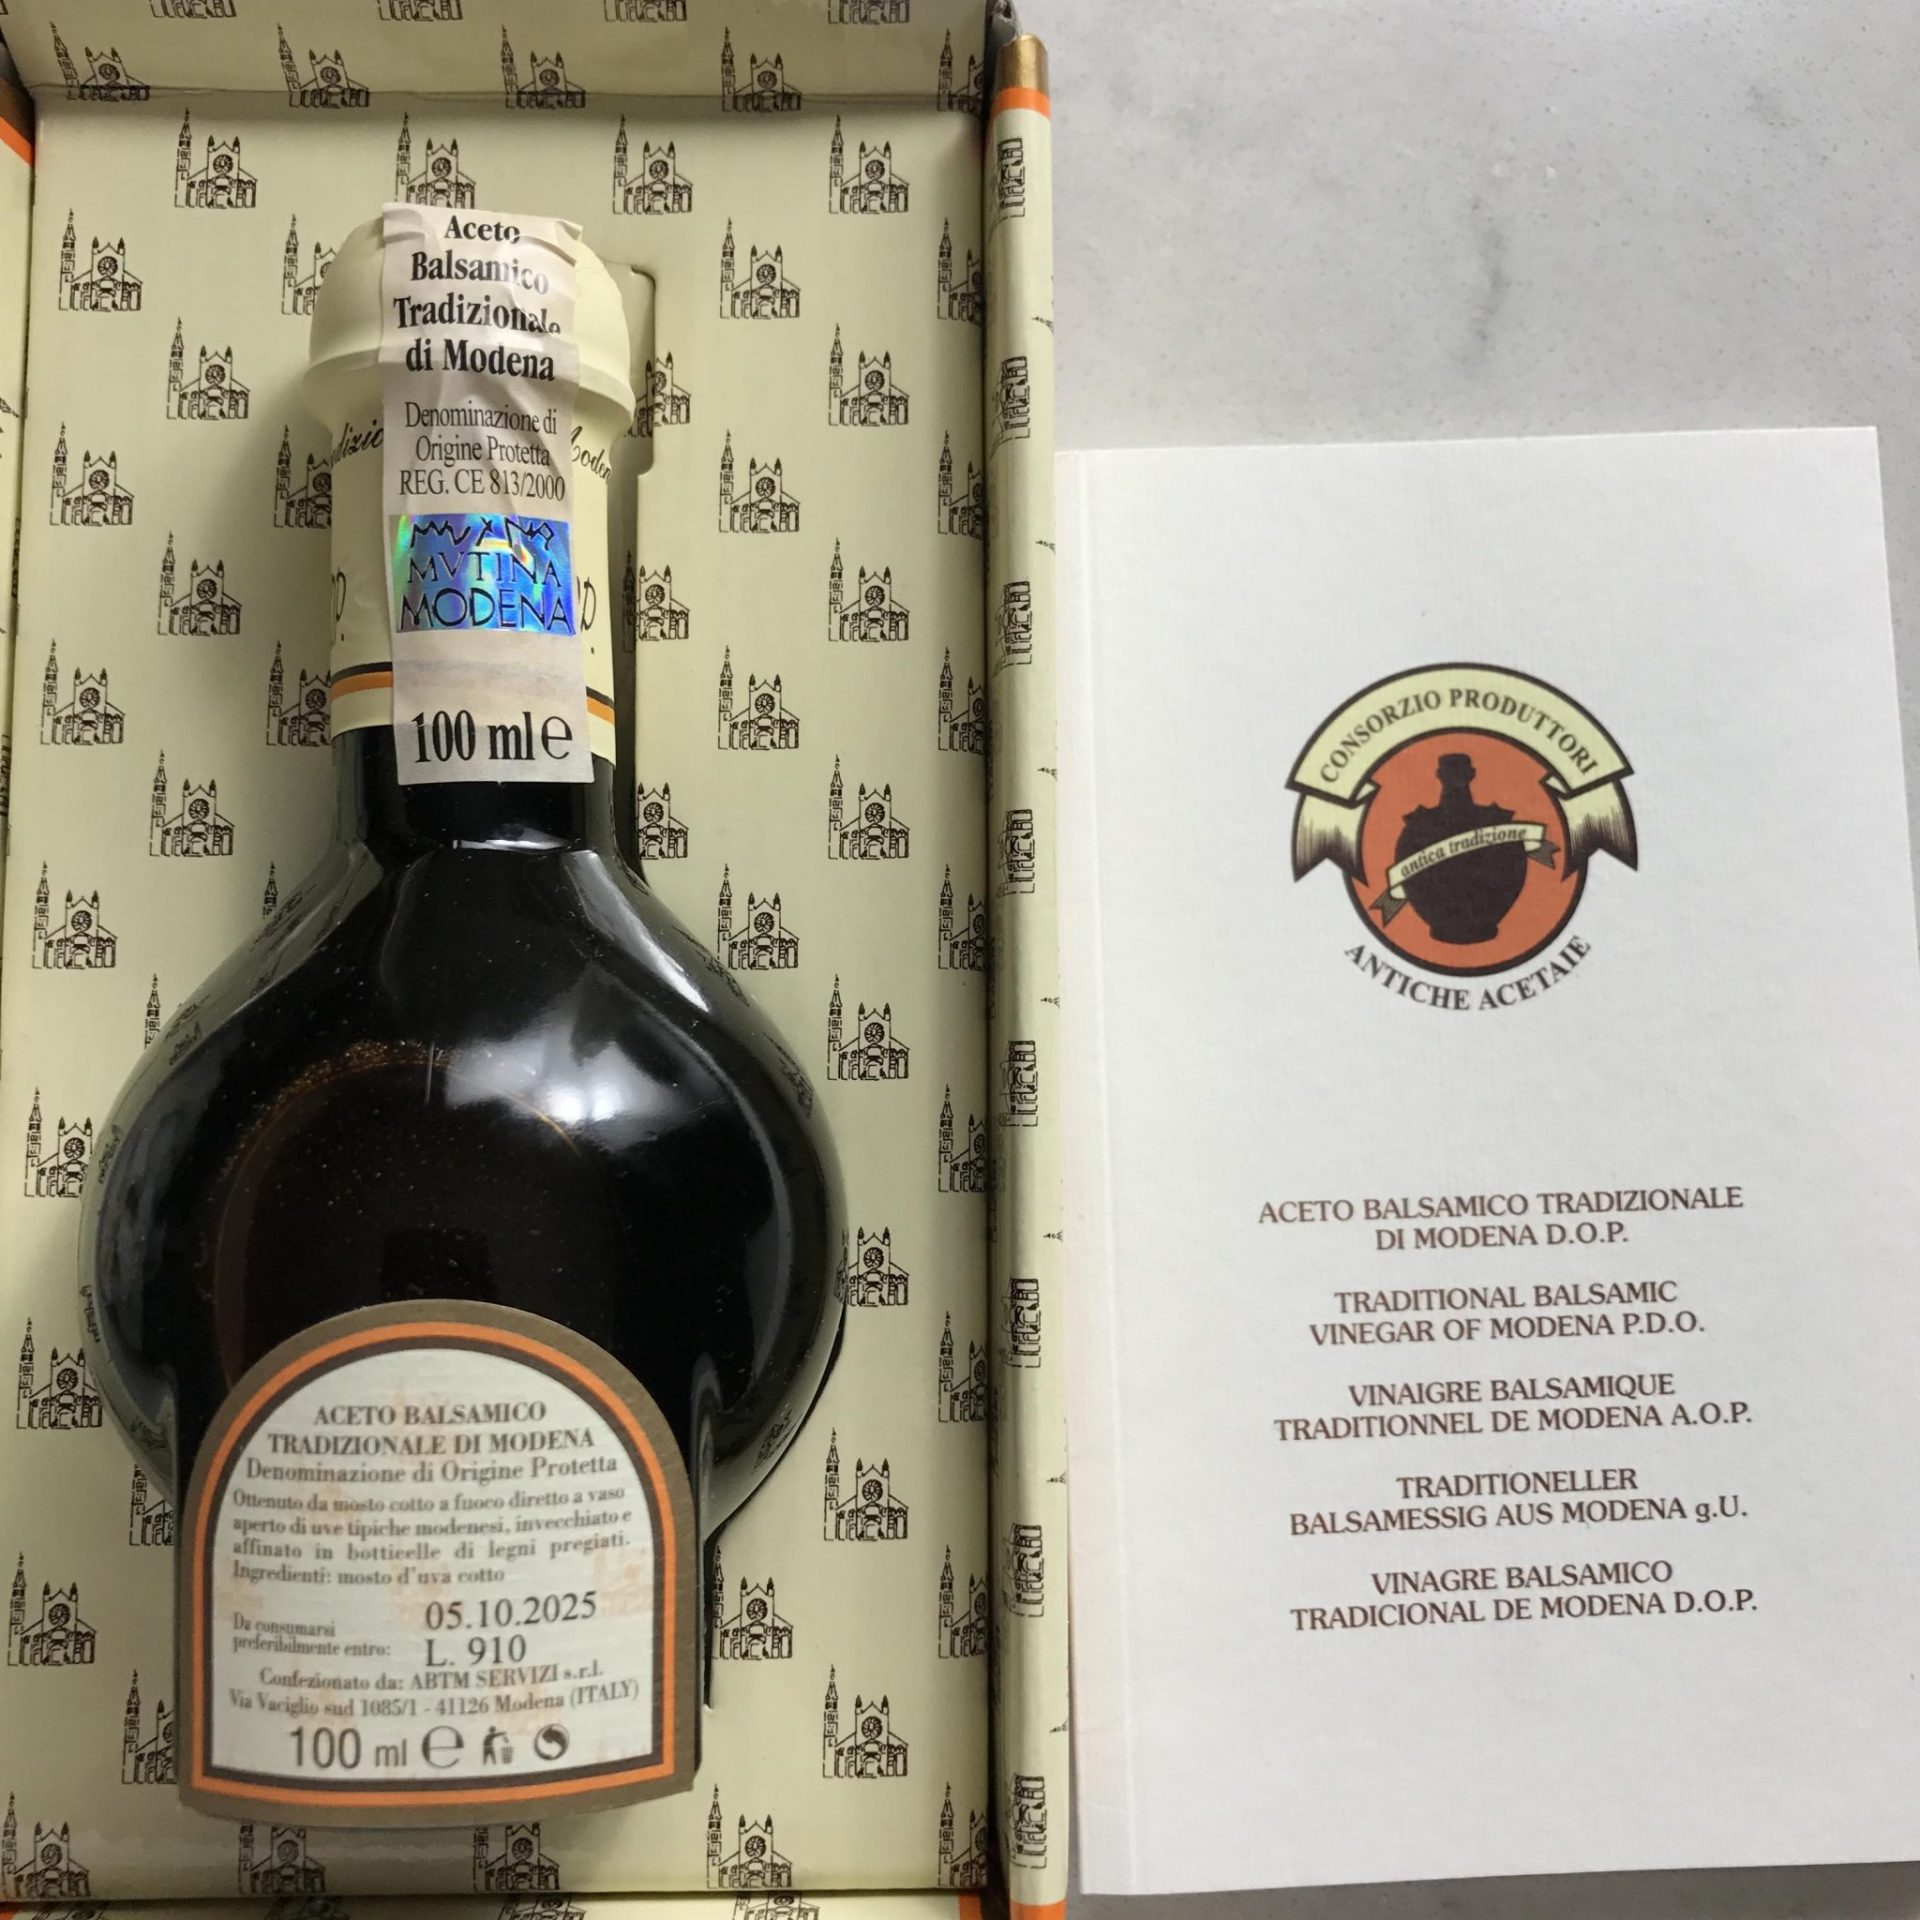 Aceto
Balsamico
Tradizionale
di Modena
Denominazione di
Origine Protetta
REG. CE 813/2000
MVTINA
MODENA
100 ml e
ACETO BALSAMICO
TRADIZIONALE DI MODENA
Denominazione di Origine Protetta
Ottenuto da mosto cotto a fuoco diretto a vaso
aperto di uve tipiche modenesi, invecchiato e
affinato in botticelle di legni pregiati.
Ingredienti: mosto d'uva cotto
Da consumarsi
preferibilmente entro:
05.10.2025
L. 910
Confezionato da: ABTM SERVIZI s.r.l.
Via Vaciglio sud 1085/1 - 41126 Modena (ITALY)
100 ml e
CONSORZIO PRODUTTORI
antica tradizione
ANTICHE ACETAIE
ACETO BALSAMICO TRADIZIONALE
DI MODENA D.O.P.
TRADITIONAL BALSAMIC
VINEGAR OF MODENA P.D.O.
VINAIGRE BALSAMIQUE
TRADITIONNEL DE MODENA A.O.P.
TRADITIONELLER
BALSAMESSIG AUS MODENA g.U.
VINAGRE BALSAMICO
TRADICIONAL DE MODENA D.O.P.